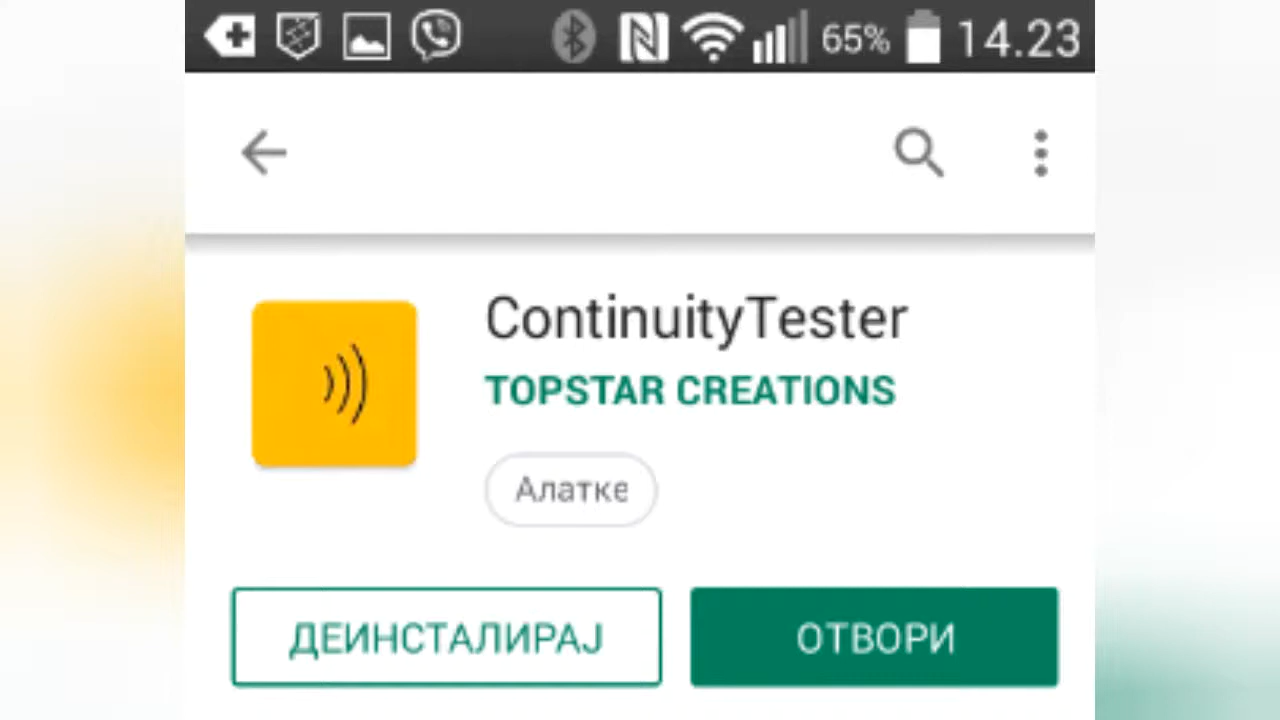 65% 14.23
ContinuityTester
TOPSTAR CREATIONS
Алатке
ДЕИНСТАЛИРАЈ ОТВОРИ